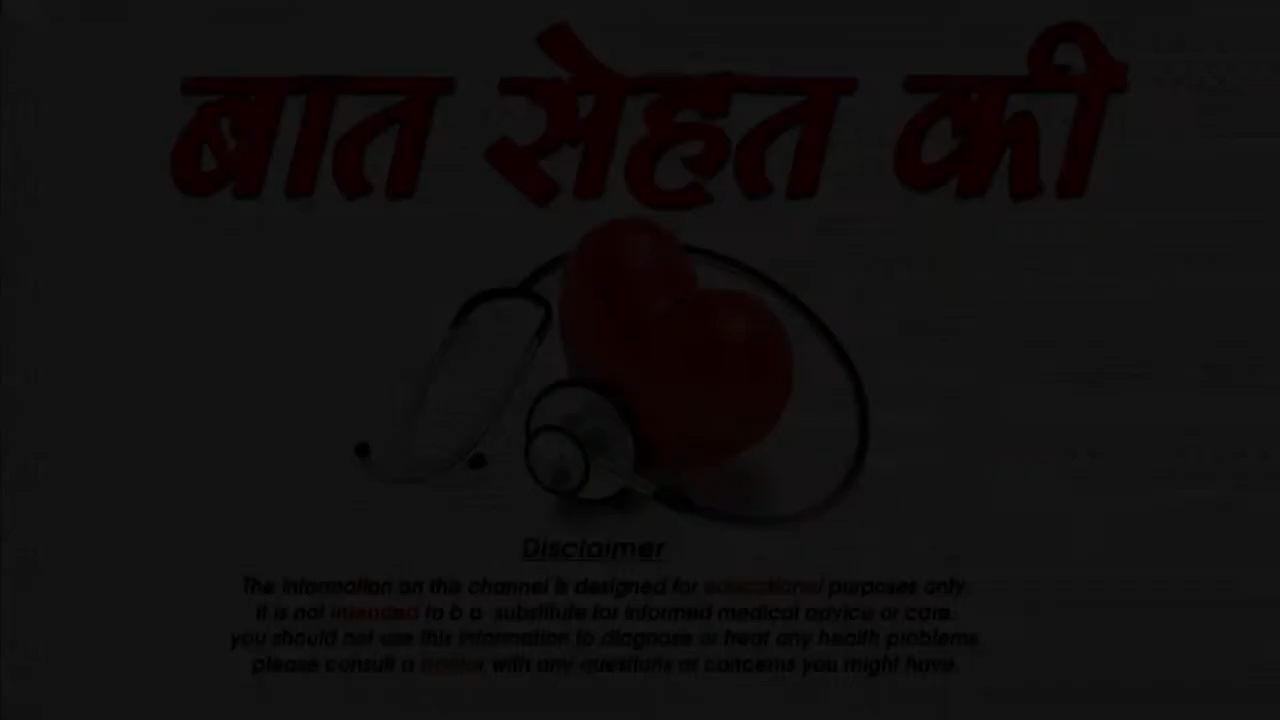 बात सेहत की
Disclaimer
The information on this channel is designed for educational purposes only.
it is not intended to b a substitute for informed medical advice or care.
you should not use this information to diagnose or treat any health problems
please consult a doctor with any questions or concerns you might have.